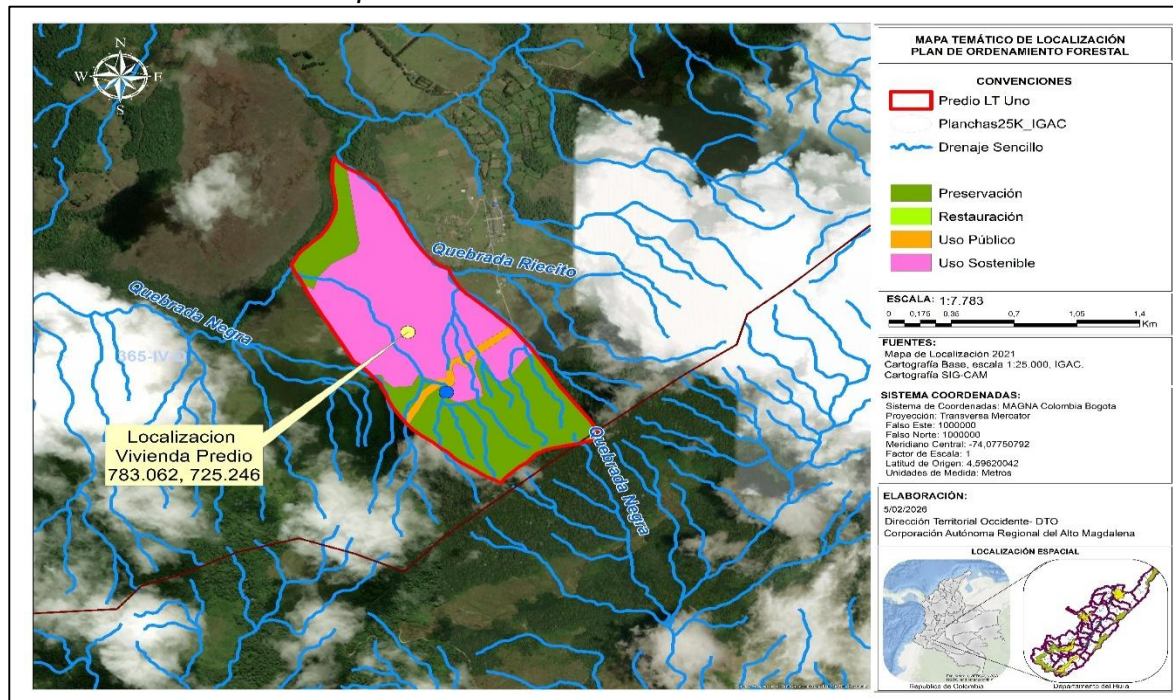 N
W E
S
Quebrada Riecito
Quebrada Negra
365-IV-
Localizacion
Vivienda Predio
783.062, 725.246
Quebrada Negra
MAPA TEMÁTICO DE LOCALIZACIÓN
PLAN DE ORDENAMIENTO FORESTAL
CONVENCIONES
Predio LT Uno
Planchas25K_IGAC
Drenaje Sencillo
Preservación
Restauración
Uso Público
Uso Sostenible
ESCALA: 1:7.783
0 0,175 0,35 0,7 1,05 1,4
Km
FUENTES:
Mapa de Localización 2021
Cartografía Base, escala 1:25.000, IGAC.
Cartografía SIG-CAM
SISTEMA COORDENADAS:
Sistema de Coordenadas: MAGNA Colombia Bogota
Proyección: Transversa Mercator
Falso Este: 1000000
Falso Norte: 1000000
Meridiano Central: -74,07750792
Factor de Escala: 1
Latitud de Origen: 4,59620042
Unidades de Medida: Metros
ELABORACIÓN:
5/02/2026
Dirección Territorial Occidente- DTO
Corporación Autónoma Regional del Alto Magdalena
LOCALIZACIÓN ESPACIAL
República de Colombia
Departamento del Huila